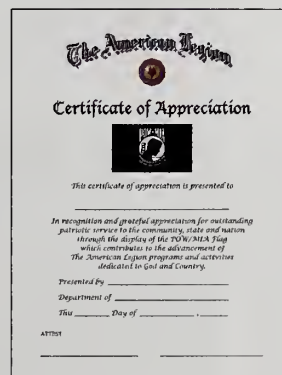 The American Legion
Certificate of Appreciation
POW★MIA
This certificate of appreciation is presented to
In recognition and grateful appreciation for outstanding
patriotic service to the community, state and nation
through the display of the POW/MIA Flag
which contributes to the advancement of
The American Legion programs and activities
dedicated to God and Country.
Presented by
Department of
This Day of ,
ATTEST